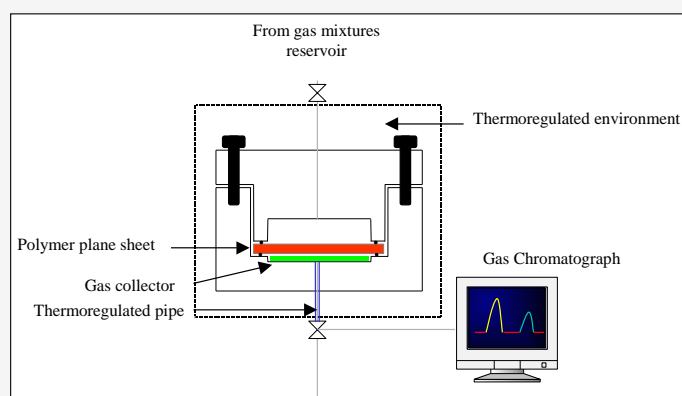 From gas mixtures
reservoir
Thermoregulated environment
Polymer plane sheet
Gas Chromatograph
Gas collector
Thermoregulated pipe